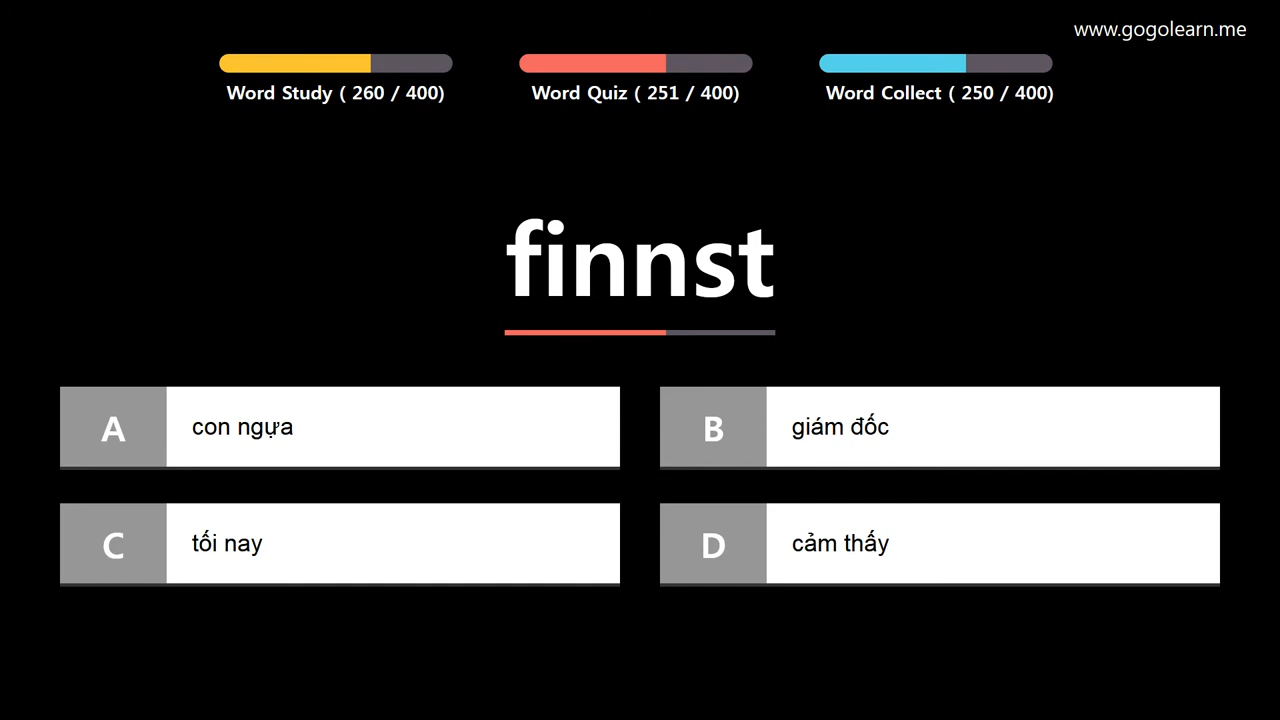 www.gogolearn.me
Word Study ( 260 / 400)
Word Quiz ( 251 / 400)
Word Collect ( 250 / 400)
finnst
A con ngựa
B giám đốc
C tối nay
D cảm thấy